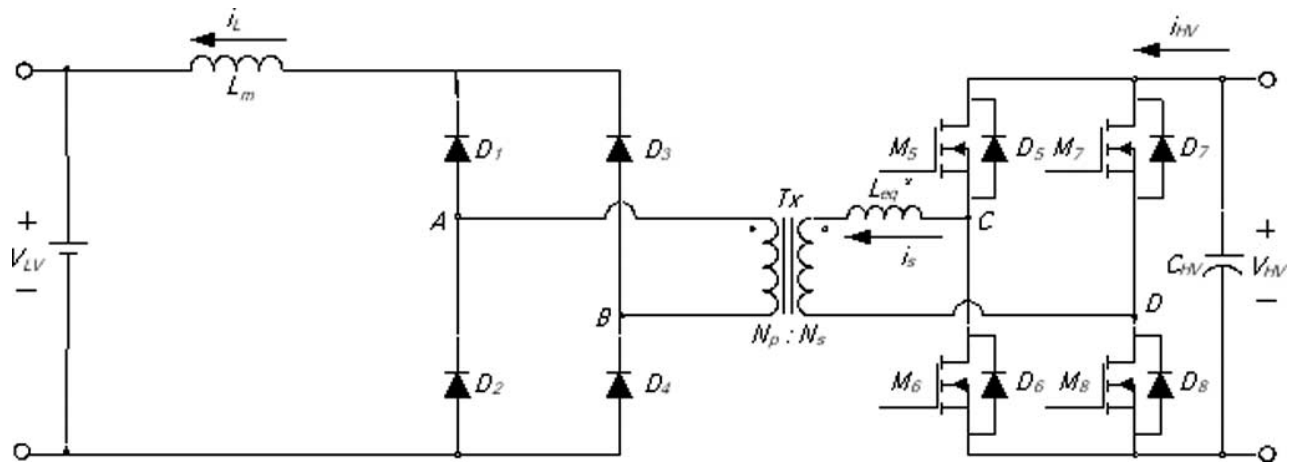 i_L
i_HV
L_m
D_1
D_3
M_5
D_5
M_7
D_7
L_eq *
Tx
A
C
+
V_LV
−
i_s
C_HV
+
V_HV
−
B
D
N_p : N_s
D_2
D_4
M_6
D_6
M_8
D_8